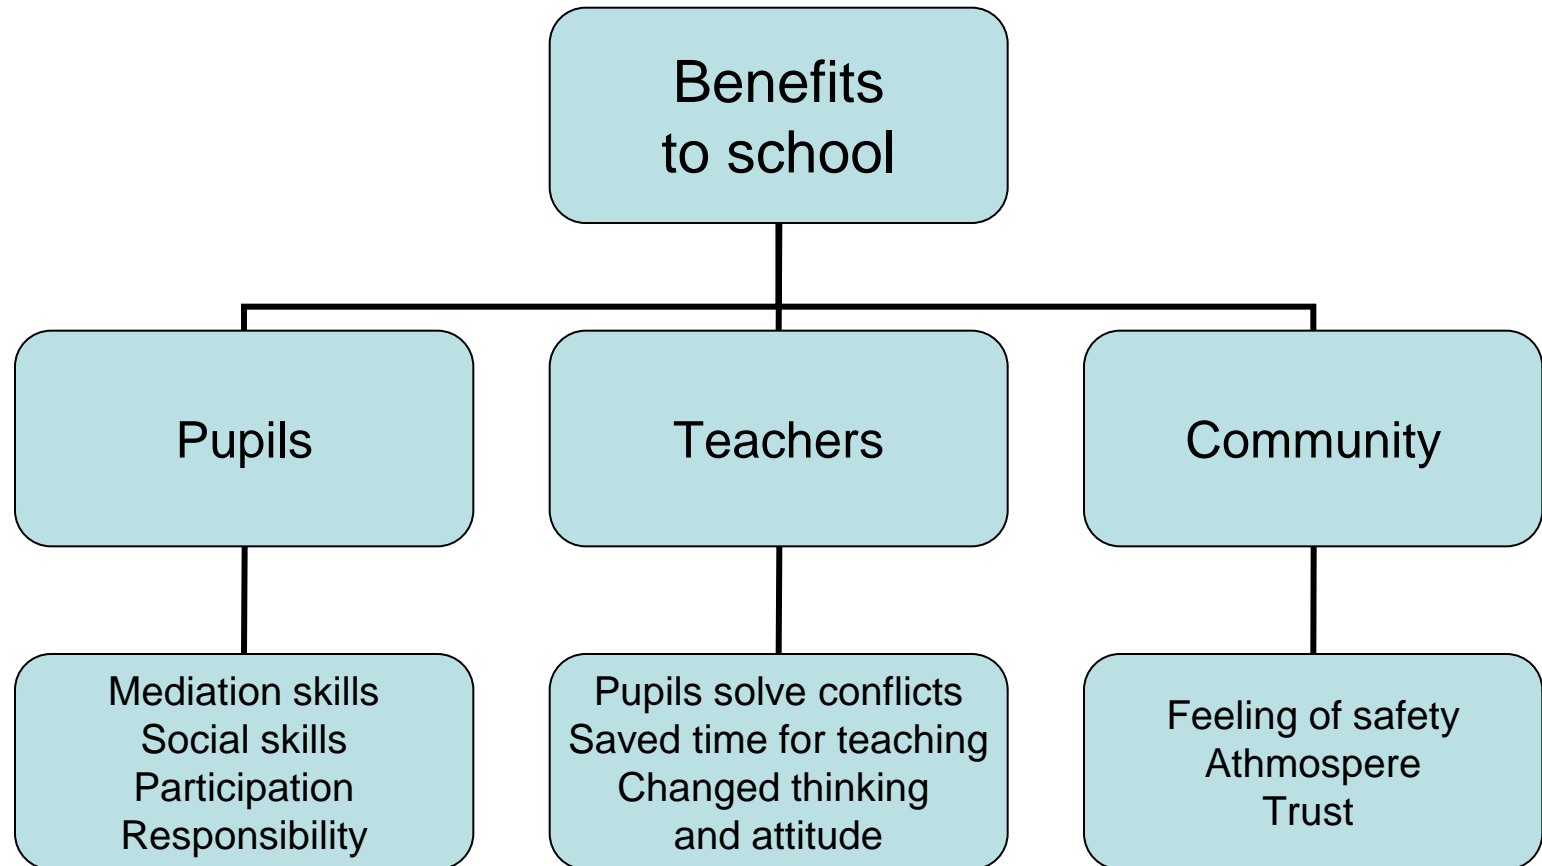 Benefits
to school
Pupils
Teachers
Community
Mediation skills
Social skills
Participation
Responsibility
Pupils solve conflicts
Saved time for teaching
Changed thinking
and attitude
Feeling of safety
Athmospere
Trust